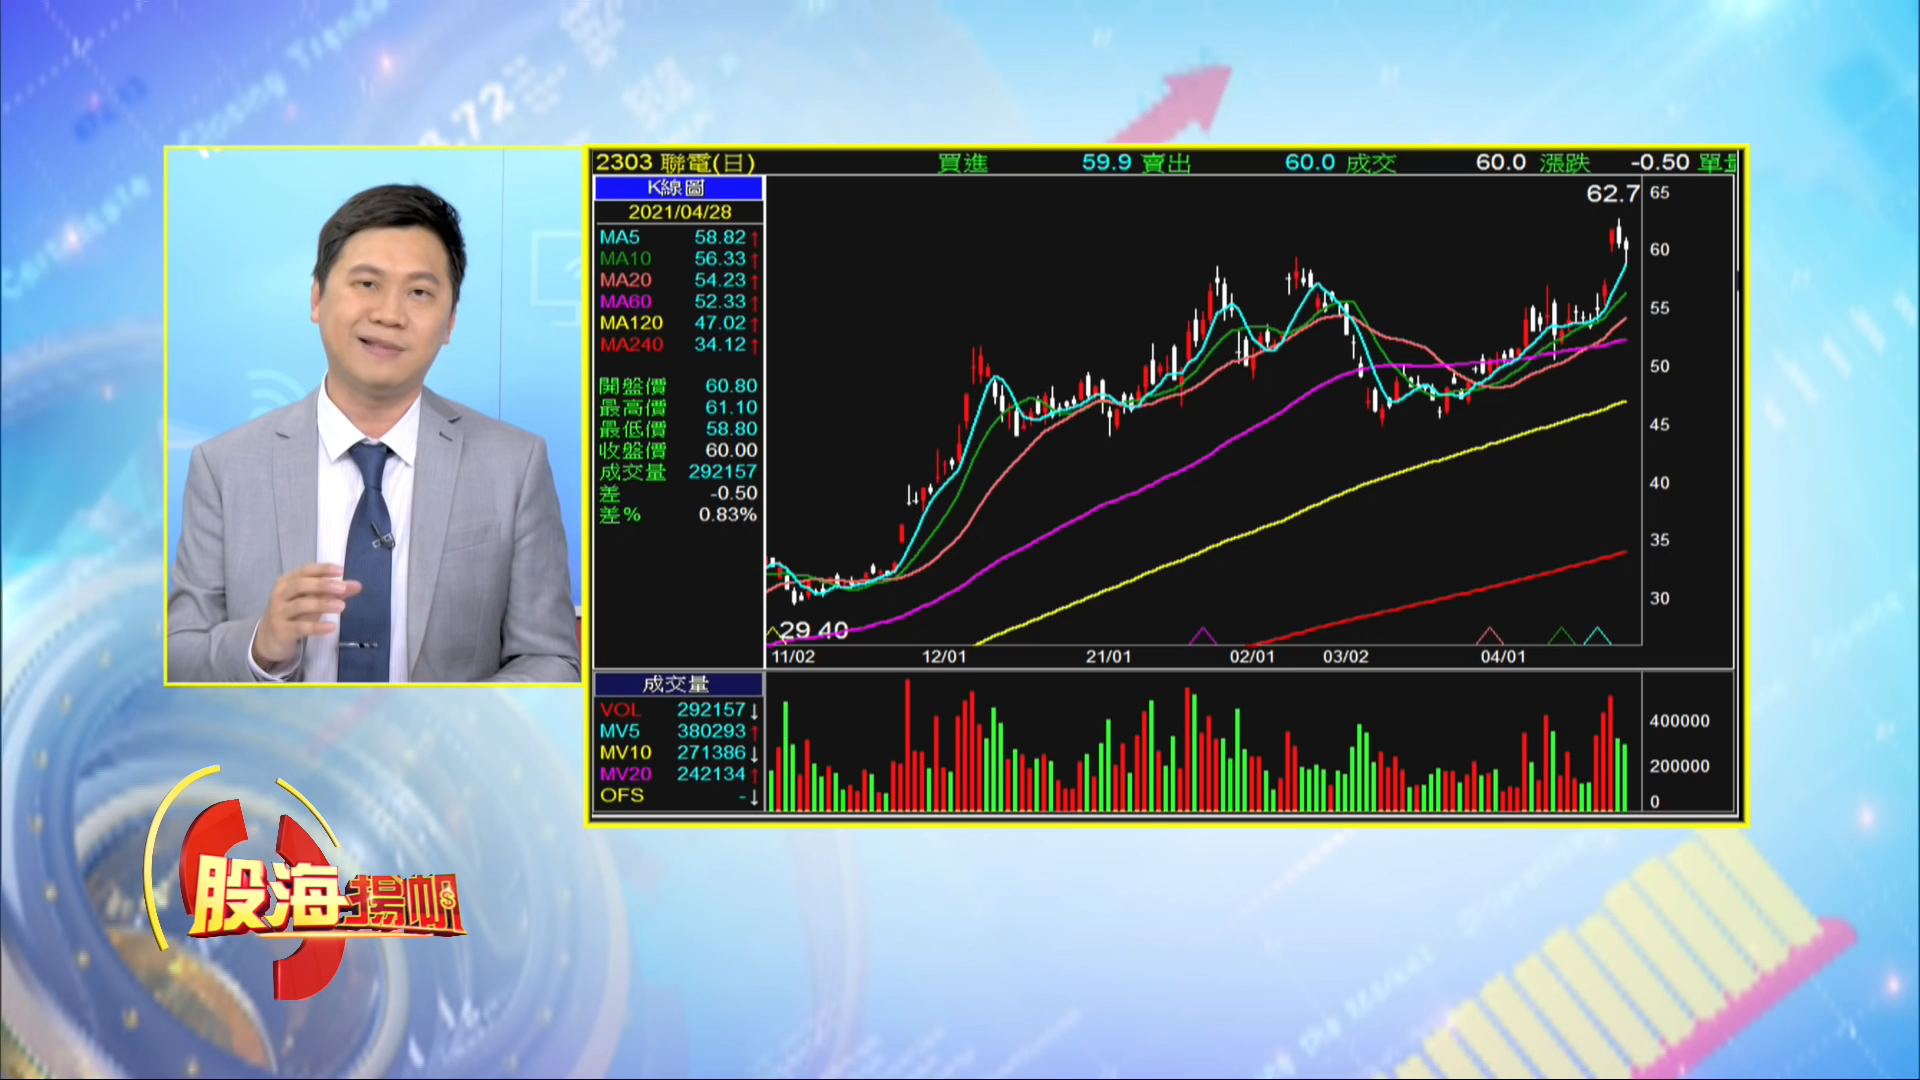 2303 聯電(日) 買進 59.9 賣出 60.0 成交 60.0 漲跌 -0.50 單量
K線圖
2021/04/28
MA5 58.82↑
MA10 56.33↑
MA20 54.23↑
MA60 52.33↑
MA120 47.02↑
MA240 34.12↑
開盤價 60.80
最高價 61.10
最低價 58.80
收盤價 60.00
成交量 292157
差 -0.50
差% 0.83%
62.7
65
60
55
50
45
40
35
30
29.40
11/02 12/01 21/01 02/01 03/02 04/01
成交量
VOL 292157↓
MV5 380293↑
MV10 271386↓
MV20 242134↑
OFS -↓
400000
200000
0
股海揚帆
Closing Trans